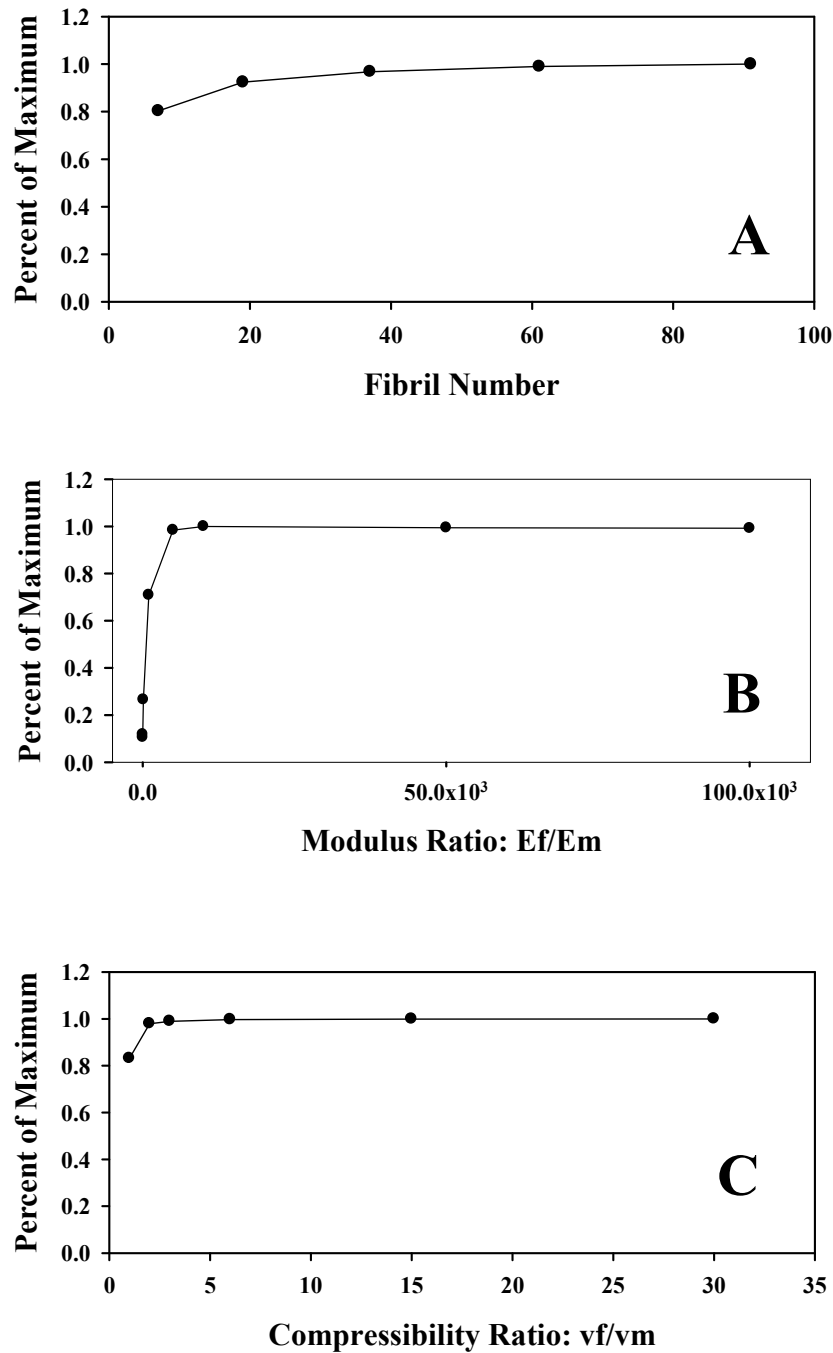 1.2
1.0
0.8
0.6
0.4
0.2
0.0
Percent of Maximum
A
0 20 40 60 80 100
Fibril Number
1.2
1.0
0.8
0.6
0.4
0.2
0.0
Percent of Maximum
B
0.0 50.0x10³ 100.0x10³
Modulus Ratio: Ef/Em
1.2
1.0
0.8
0.6
0.4
0.2
0.0
Percent of Maximum
C
0 5 10 15 20 25 30 35
Compressibility Ratio: vf/vm